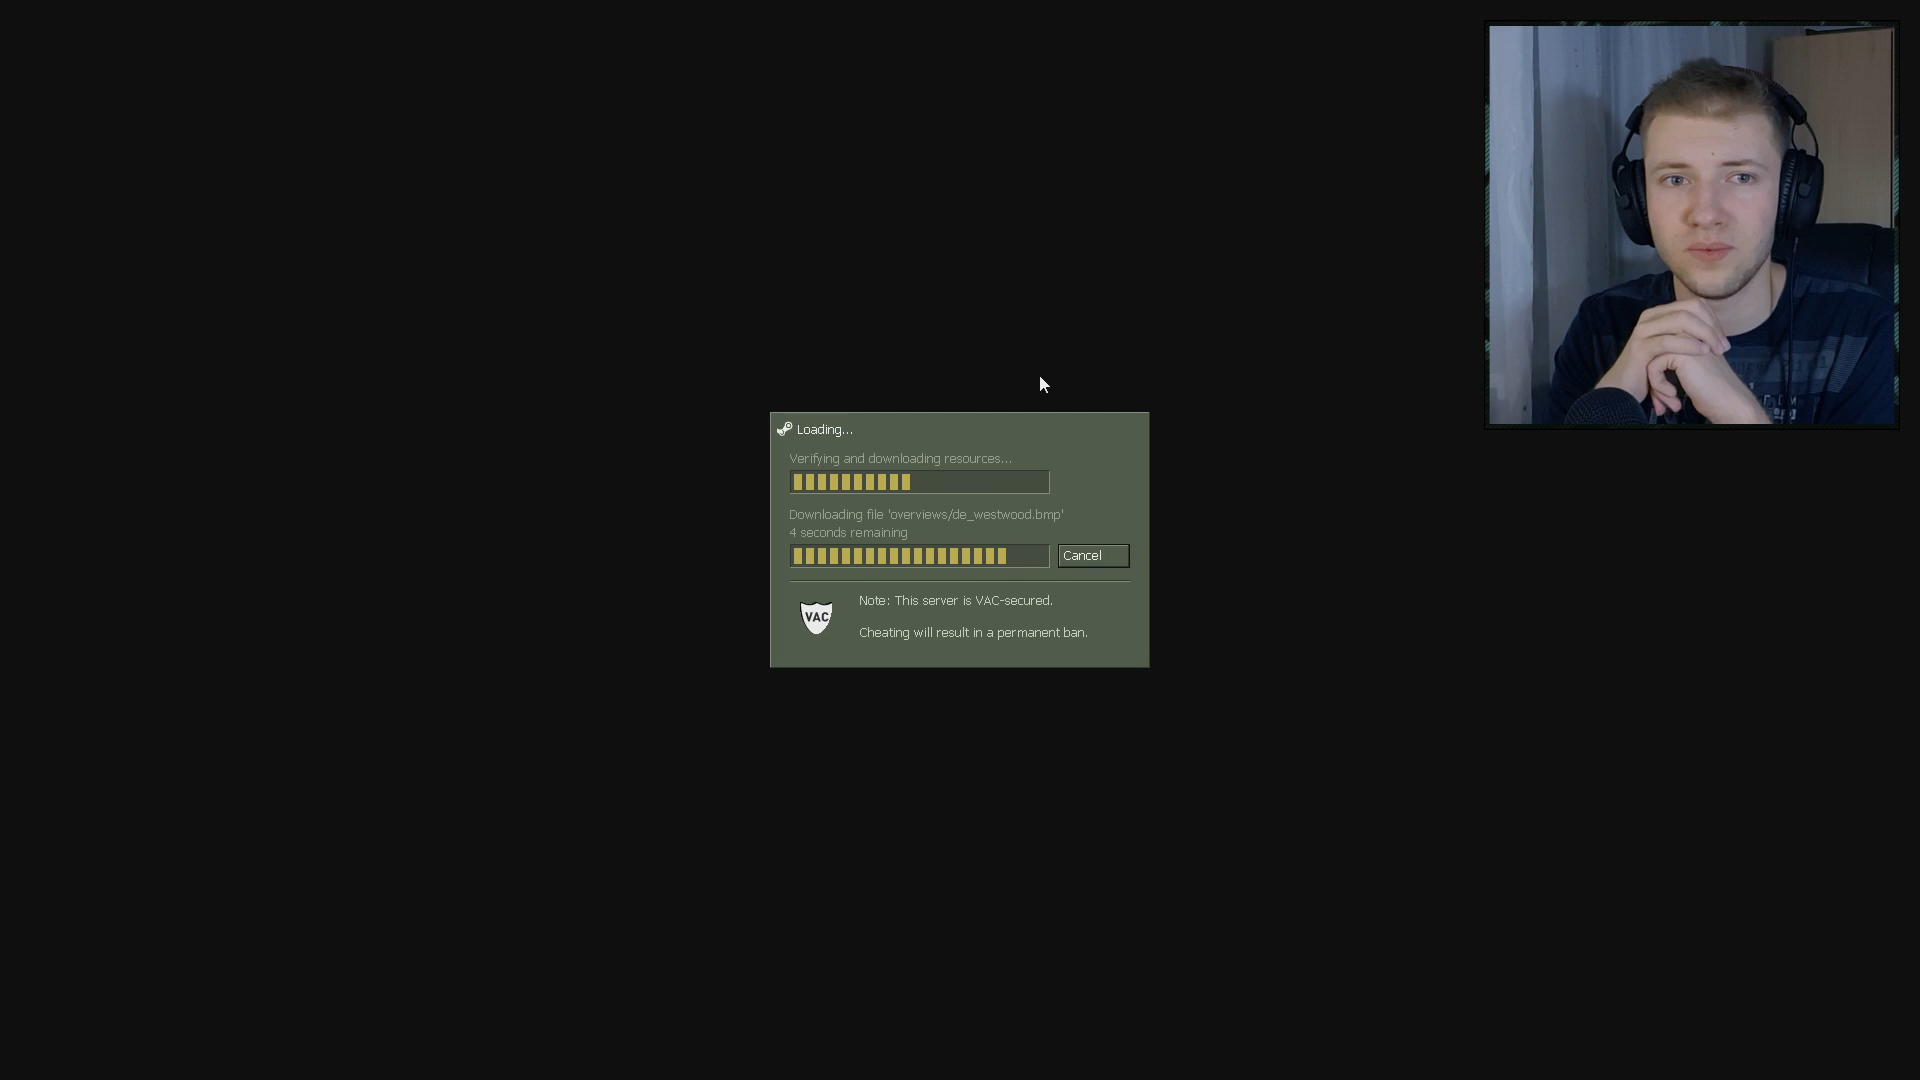 Loading...
Verifying and downloading resources...
Downloading file 'overviews/de_westwood.bmp'
4 seconds remaining
Cancel
VAC
Note: This server is VAC-secured.
Cheating will result in a permanent ban.